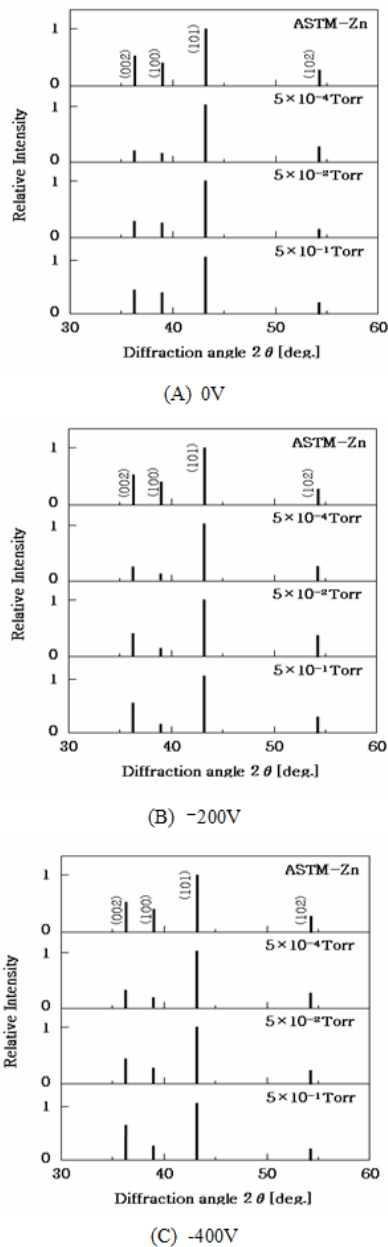 ASTM-Zn
1
(002)
(100)
(101)
(102)
0
5×10⁻⁴Torr
1
0
5×10⁻²Torr
1
0
5×10⁻¹Torr
1
0
Relative Intensity
30 40 50 60
Diffraction angle 2 θ [deg.]
(A) 0V
ASTM-Zn
1
(002)
(100)
(101)
(102)
0
5×10⁻⁴Torr
1
0
5×10⁻²Torr
1
0
5×10⁻¹Torr
1
0
Relative Intensity
30 40 50 60
Diffraction angle 2 θ [deg.]
(B) -200V
ASTM-Zn
1
(002)
(100)
(101)
(102)
0
5×10⁻⁴Torr
1
0
5×10⁻²Torr
1
0
5×10⁻¹Torr
1
0
Relative Intensity
30 40 50 60
Diffraction angle 2 θ [deg.]
(C) -400V